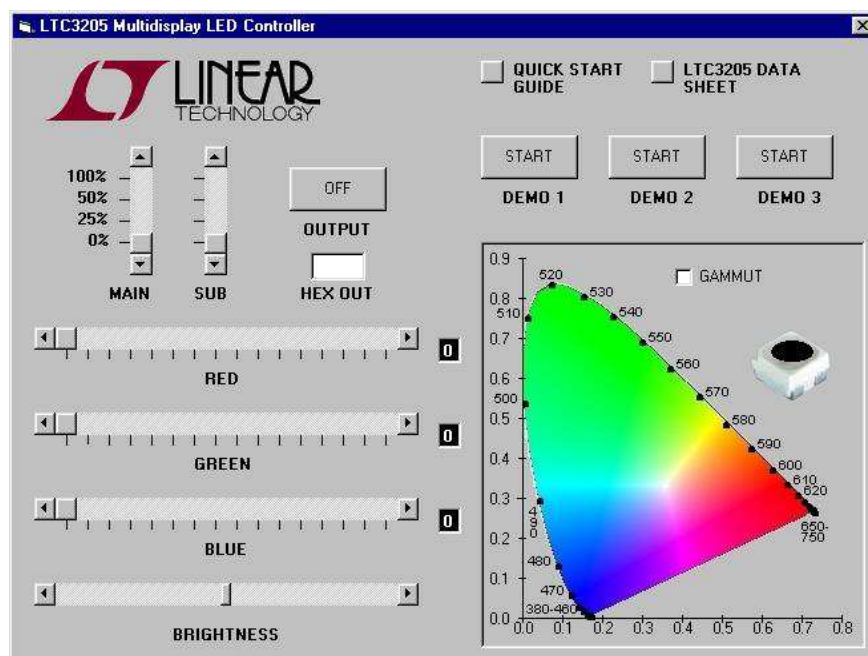 LTC3205 Multidisplay LED Controller
LINEAR
TECHNOLOGY
QUICK START
GUIDE
LTC3205 DATA
SHEET
START
START
START
DEMO 1
DEMO 2
DEMO 3
100%
50%
25%
0%
MAIN
SUB
OFF
OUTPUT
HEX OUT
RED
0
GREEN
0
BLUE
0
BRIGHTNESS
GAMMUT
0.9
0.8
0.7
0.6
0.5
0.4
0.3
0.2
0.1
0.0
0.0 0.1 0.2 0.3 0.4 0.5 0.6 0.7 0.8
520
530
510
540
550
560
570
500
580
590
600
610
620
650-
750
490
480
470
380-460